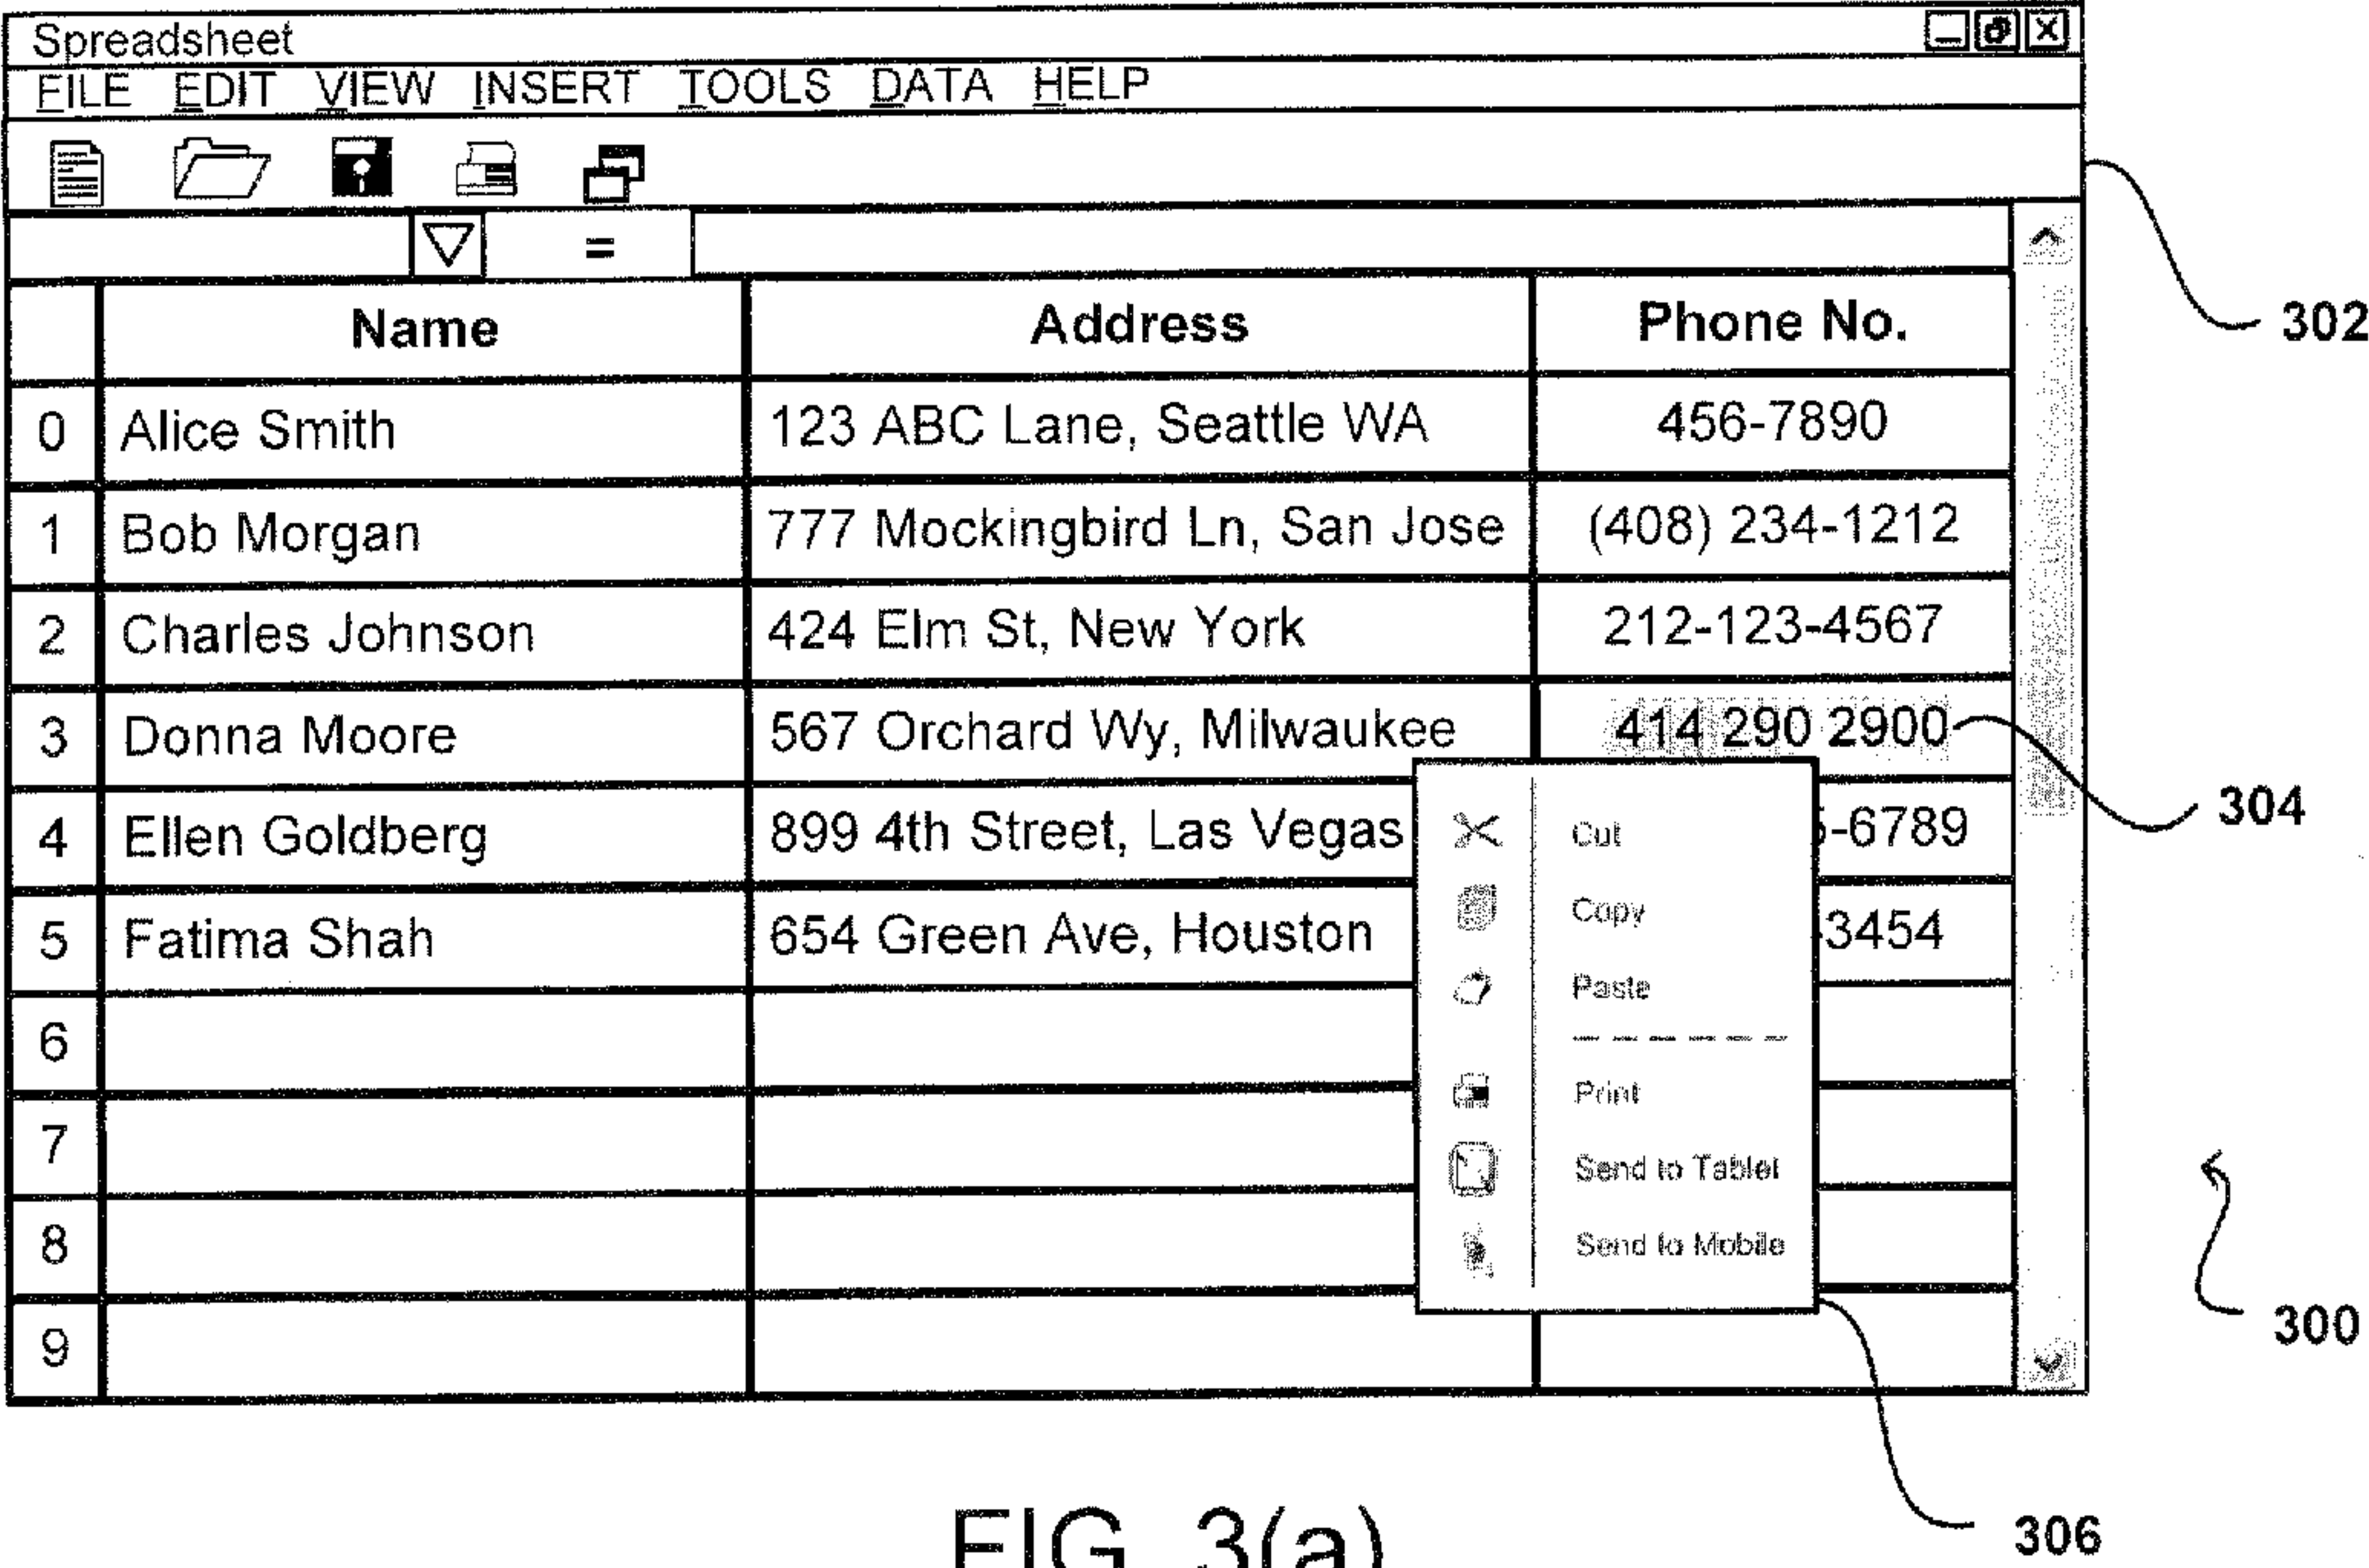 Spreadsheet
FILE EDIT VIEW INSERT TOOLS DATA HELP
=
Name Address Phone No.
302
0 Alice Smith 123 ABC Lane, Seattle WA 456-7890
1 Bob Morgan 777 Mockingbird Ln, San Jose (408) 234-1212
2 Charles Johnson 424 Elm St, New York 212-123-4567
3 Donna Moore 567 Orchard Wy, Milwaukee 414 290 2900
304
4 Ellen Goldberg 899 4th Street, Las Vegas -6789
5 Fatima Shah 654 Green Ave, Houston 3454
6
7
8
9
Cut
Copy
Paste
Print
Send to Tablet
Send to Mobile
300
306
FIG. 3(a)